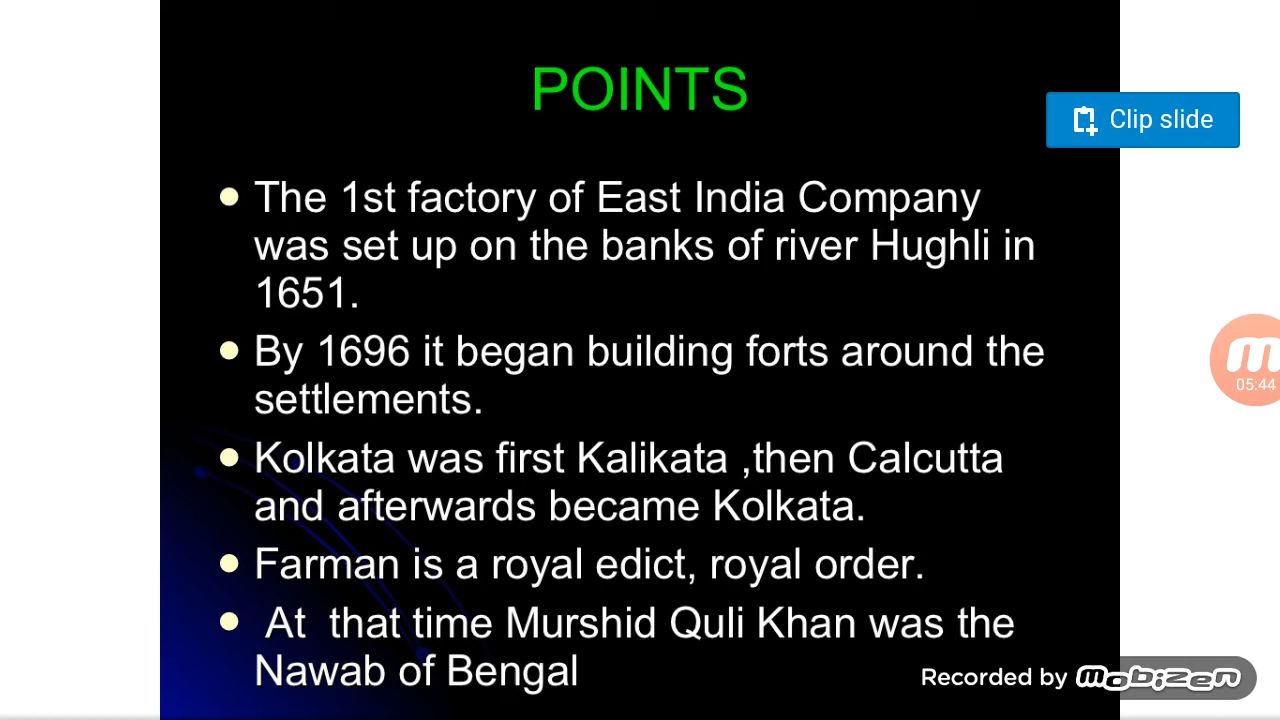 POINTS
Clip slide
The 1st factory of East India Company
was set up on the banks of river Hughli in
1651.
By 1696 it began building forts around the
settlements.
Kolkata was first Kalikata ,then Calcutta
and afterwards became Kolkata.
Farman is a royal edict, royal order.
At that time Murshid Quli Khan was the
Nawab of Bengal
05:44
Recorded by mobizen